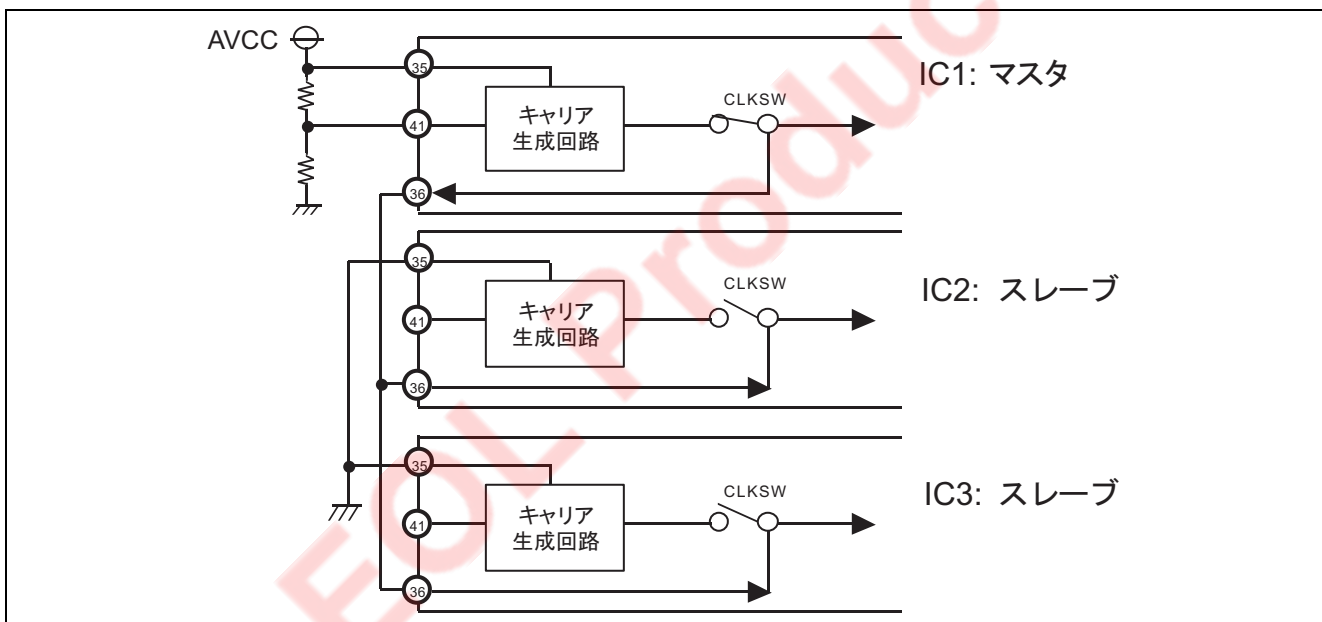 AVCC
35
キャリア
生成回路
CLKSW
IC1: マスタ
41
36
35
キャリア
生成回路
CLKSW
IC2: スレーブ
41
36
35
キャリア
生成回路
CLKSW
IC3: スレーブ
41
36
EOL Produc